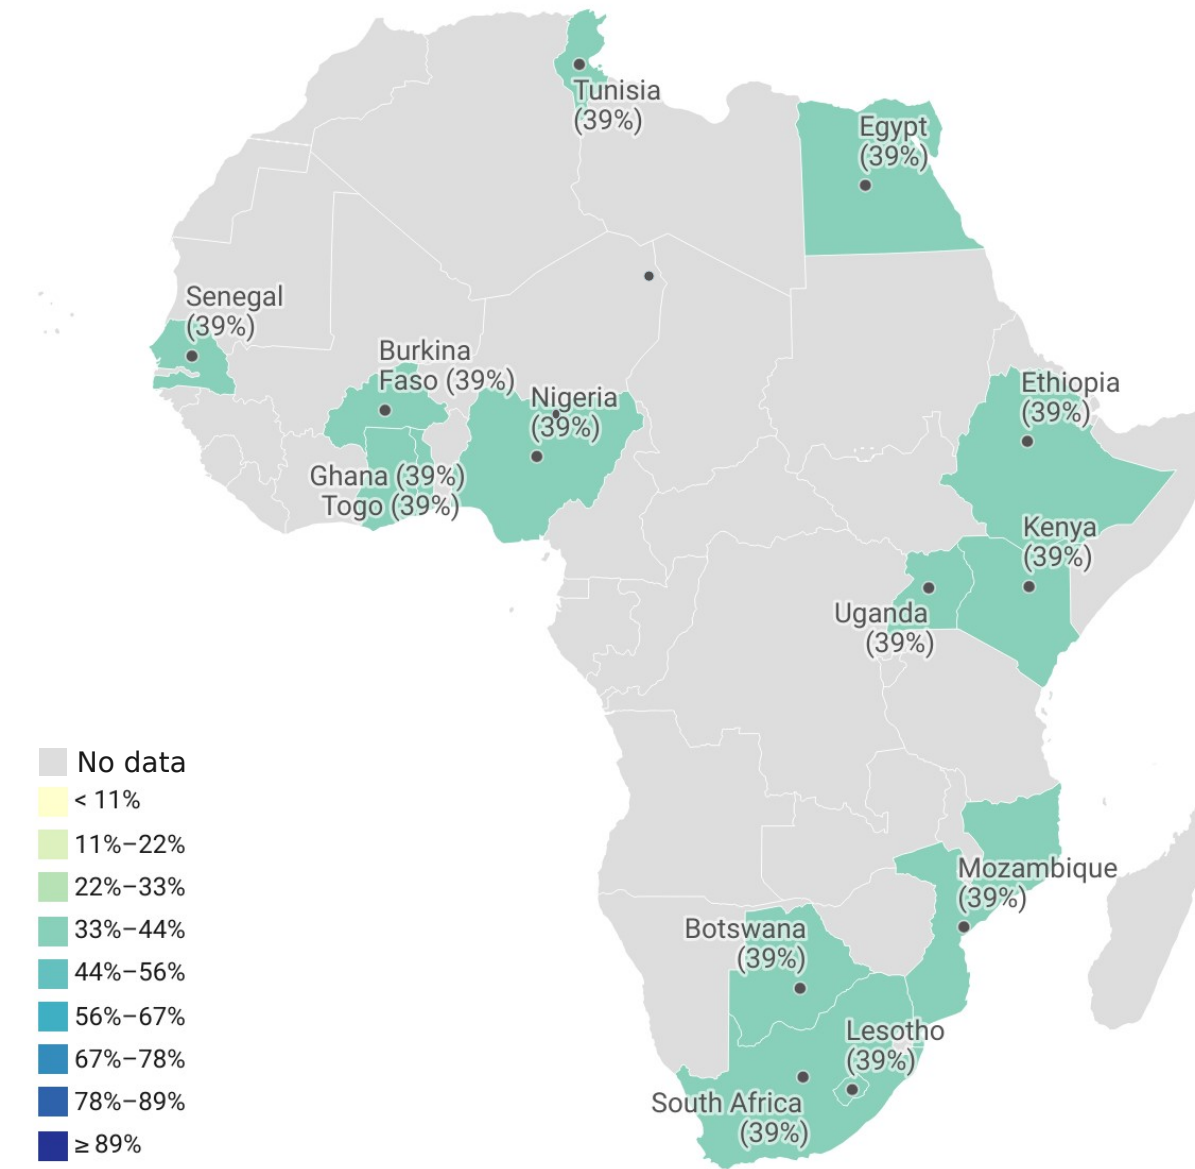 Tunisia
(39%)
Egypt
(39%)
Senegal
(39%)
Burkina
Faso (39%)
Nigeria
(39%)
Ethiopia
(39%)
Ghana (39%)
Togo (39%)
Kenya
(39%)
Uganda
(39%)
Mozambique
(39%)
Botswana
(39%)
Lesotho
(39%)
South Africa
(39%)
No data
< 11%
11%–22%
22%–33%
33%–44%
44%–56%
56%–67%
67%–78%
78%–89%
≥ 89%